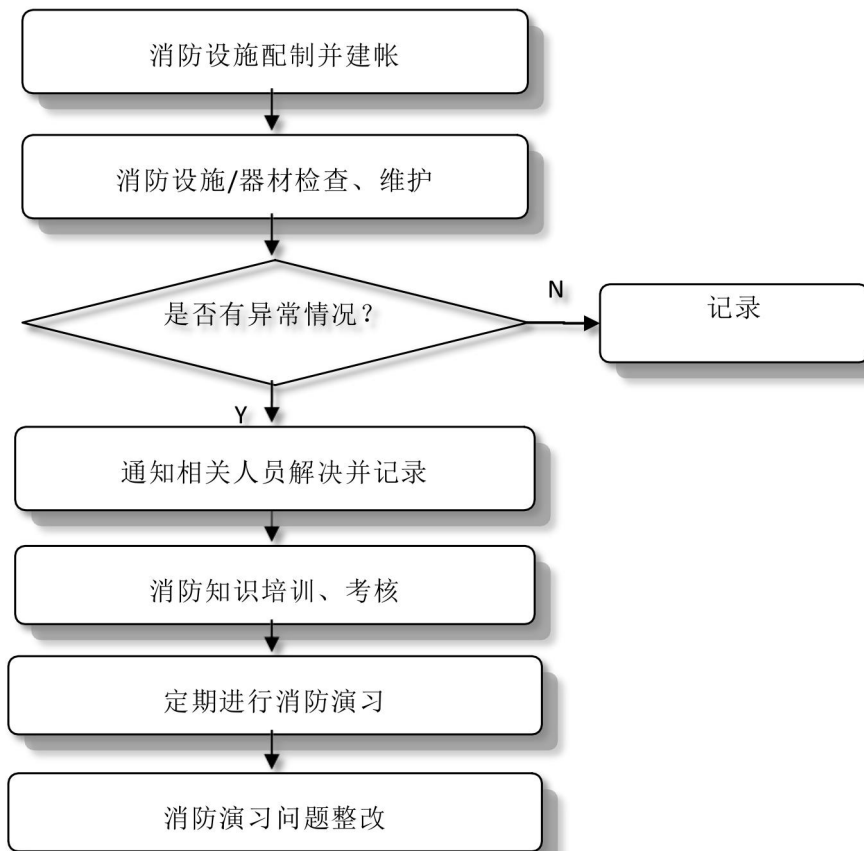 消防设施配制并建帐
消防设施/器材检查、维护
是否有异常情况？
N
记录
Y
通知相关人员解决并记录
消防知识培训、考核
定期进行消防演习
消防演习问题整改